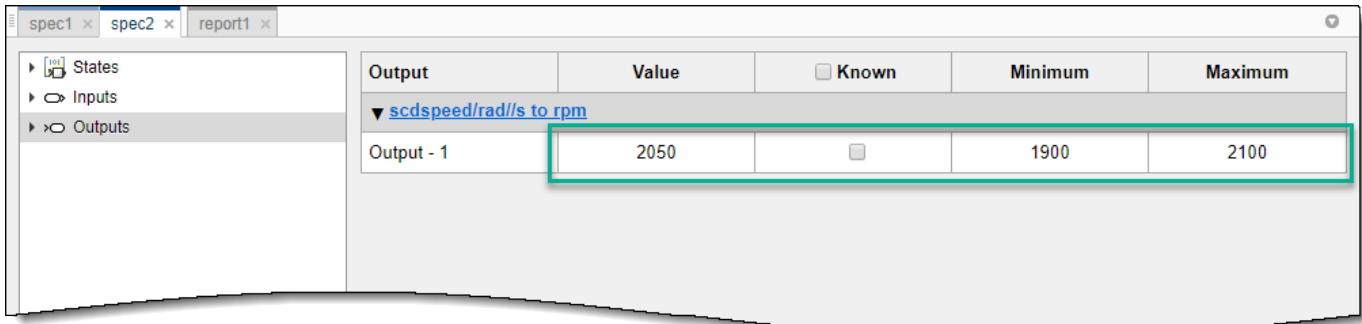 spec1 × spec2 × report1 ×
States
Inputs
Outputs
Output Value Known Minimum Maximum
scdspeed/rad//s to rpm
Output - 1 2050 1900 2100